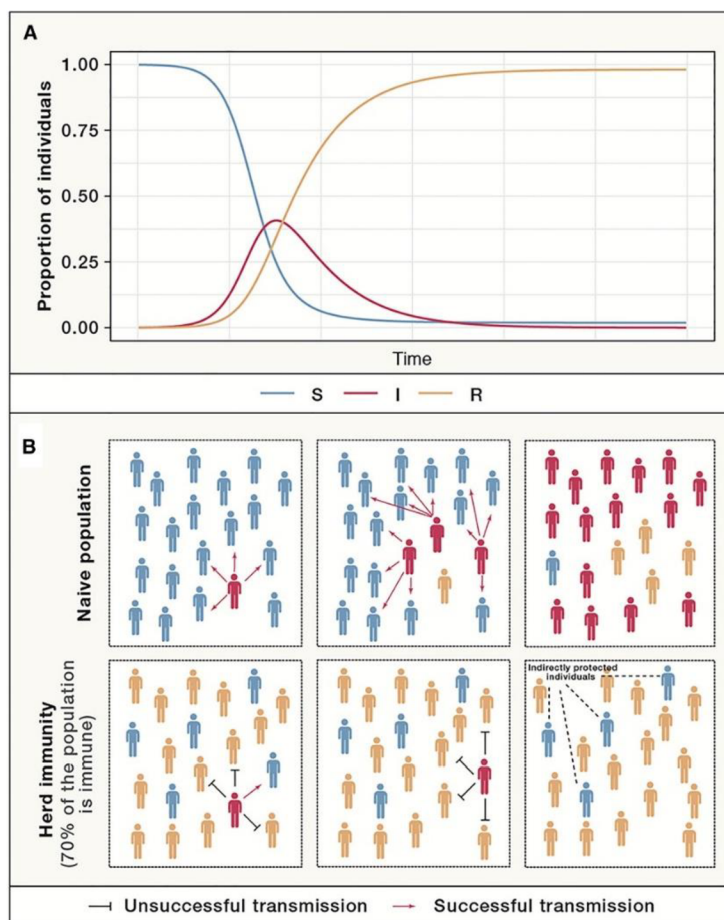 A
Proportion of individuals
1.00
0.75
0.50
0.25
0.00
Time
S I R
B
Naive population
Herd immunity
(70% of the population
is immune)
Indirectly protected
individuals
Unsuccessful transmission Successful transmission